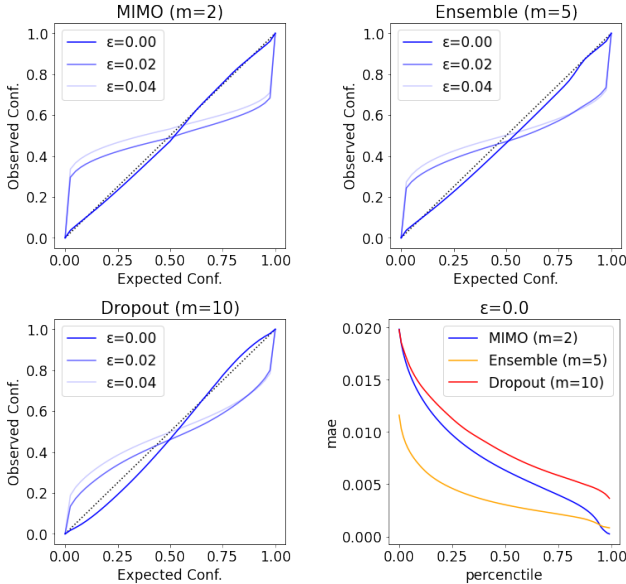 MIMO (m=2)
Observed Conf.
1.0
0.8
0.6
0.4
0.2
0.0
ε=0.00
ε=0.02
ε=0.04
0.00 0.25 0.50 0.75 1.00
Expected Conf.
Ensemble (m=5)
Observed Conf.
1.0
0.8
0.6
0.4
0.2
0.0
ε=0.00
ε=0.02
ε=0.04
0.00 0.25 0.50 0.75 1.00
Expected Conf.
Dropout (m=10)
Observed Conf.
1.0
0.8
0.6
0.4
0.2
0.0
ε=0.00
ε=0.02
ε=0.04
0.00 0.25 0.50 0.75 1.00
Expected Conf.
ε=0.0
mae
0.020
0.015
0.010
0.005
0.000
MIMO (m=2)
Ensemble (m=5)
Dropout (m=10)
0.00 0.25 0.50 0.75 1.00
percenctile